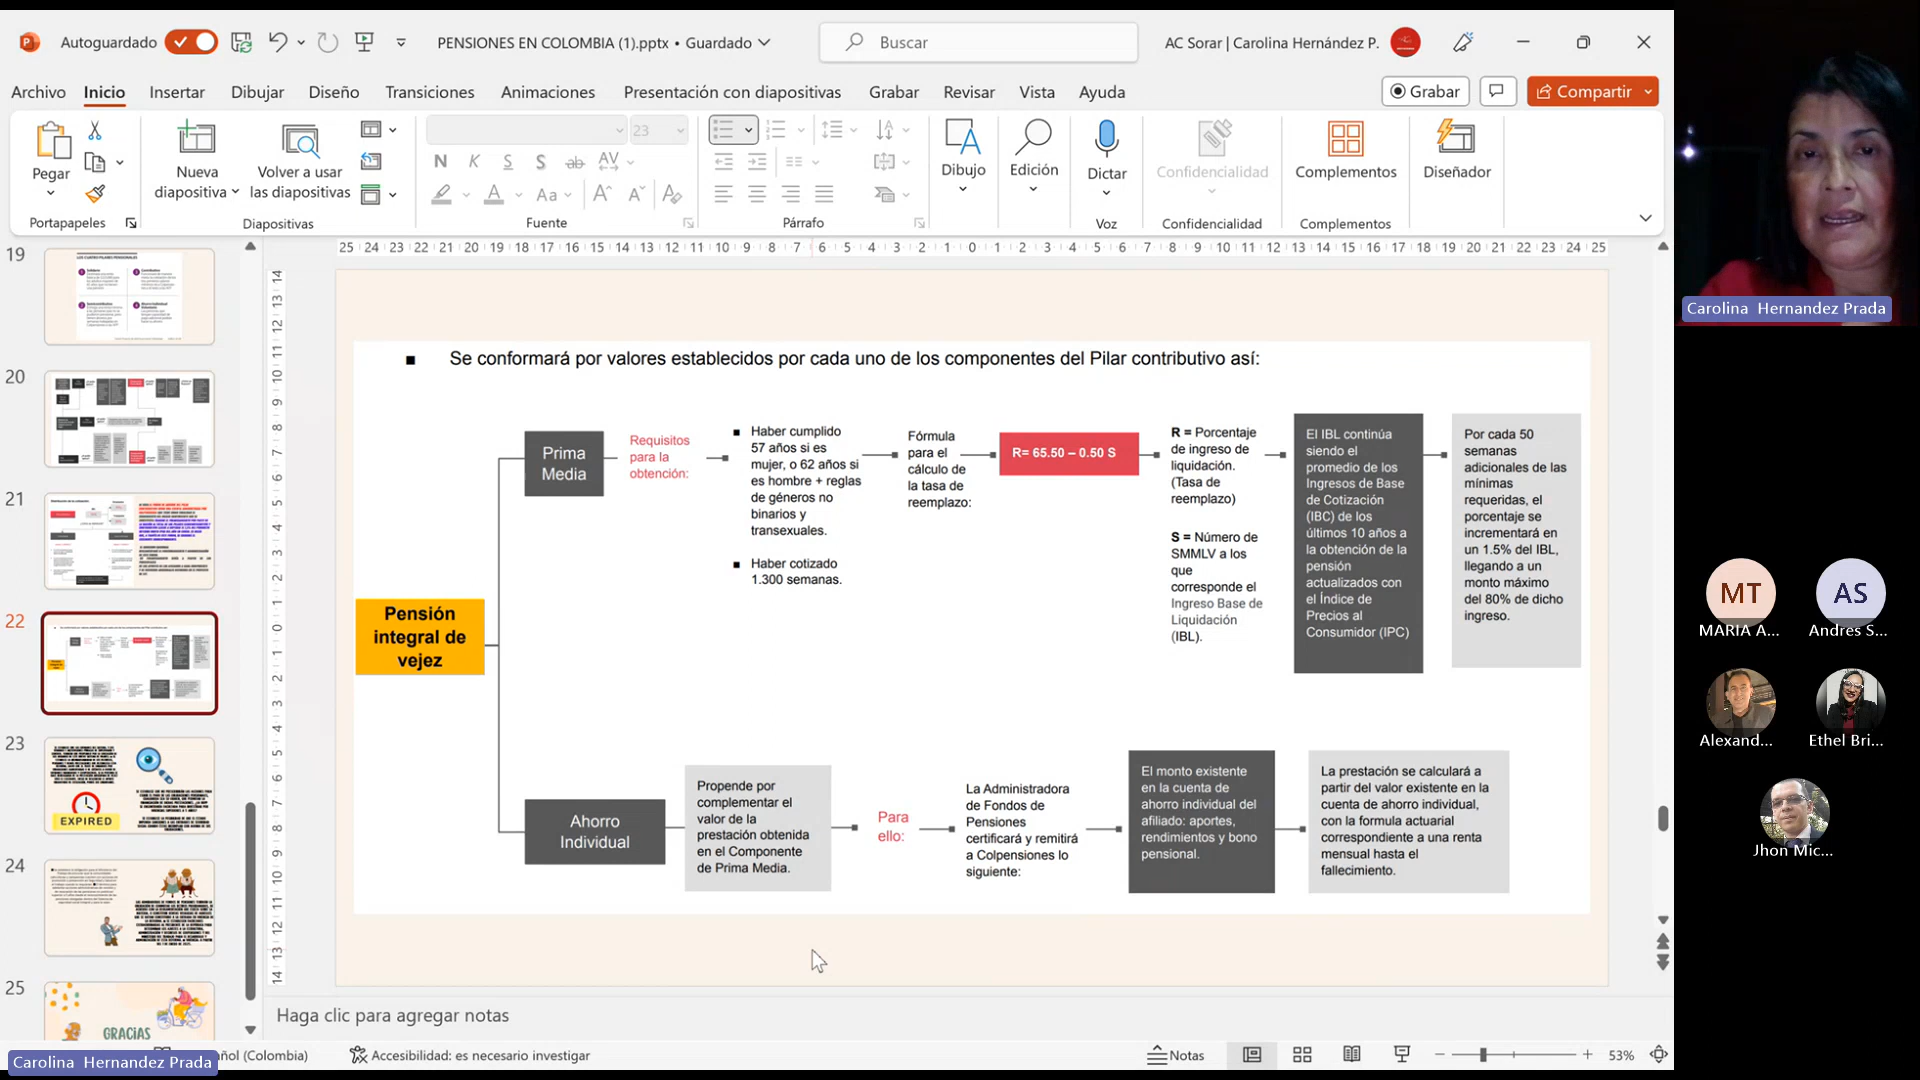 Autoguardado
PENSIONES EN COLOMBIA (1).pptx • Guardado
Buscar
AC Sorar | Carolina Hernández P.
Archivo
Inicio
Insertar
Dibujar
Diseño
Transiciones
Animaciones
Presentación con diapositivas
Grabar
Revisar
Vista
Ayuda
Grabar
Compartir
Pegar
Nueva
diapositiva
Volver a usar
las diapositivas
23
Dibujo
Edición
Dictar
Confidencialidad
Complementos
Diseñador
Portapapeles
Diapositivas
Fuente
Párrafo
Voz
Confidencialidad
Complementos
19
20
21
22
23
EXPIRED
24
25
GRACIAS
Se conformará por valores establecidos por cada uno de los componentes del Pilar contributivo así:
Pensión
integral de
vejez
Prima
Media
Requisitos
para la
obtención:
Haber cumplido
57 años si es
mujer, o 62 años si
es hombre + reglas
de géneros no
binarios y
transexuales.
Haber cotizado
1.300 semanas.
Fórmula
para el
cálculo de
la tasa de
reemplazo:
R= 65.50 – 0.50 S
R = Porcentaje
de ingreso de
liquidación.
(Tasa de
reemplazo)
S = Número de
SMMLV a los
que
corresponde el
Ingreso Base de
Liquidación
(IBL).
El IBL continúa
siendo el
promedio de los
Ingresos de Base
de Cotización
(IBC) de los
últimos 10 años a
la obtención de la
pensión
actualizados con
el Índice de
Precios al
Consumidor (IPC)
Por cada 50
semanas
adicionales de las
mínimas
requeridas, el
porcentaje se
incrementará en
un 1.5% del IBL,
llegando a un
monto máximo
del 80% de dicho
ingreso.
Ahorro
Individual
Propende por
complementar el
valor de la
prestación obtenida
en el Componente
de Prima Media.
Para
ello:
La Administradora
de Fondos de
Pensiones
certificará y remitirá
a Colpensiones lo
siguiente:
El monto existente
en la cuenta de
ahorro individual del
afiliado: aportes,
rendimientos y bono
pensional.
La prestación se calculará a
partir del valor existente en la
cuenta de ahorro individual,
con la formula actuarial
correspondiente a una renta
mensual hasta el
fallecimiento.
Haga clic para agregar notas
Carolina Hernandez Prada
(Colombia)
Accesibilidad: es necesario investigar
Notas
53%
Carolina Hernandez Prada
MT
MARIA A...
AS
Andres S...
Alexand...
Ethel Bri...
Jhon Mic...